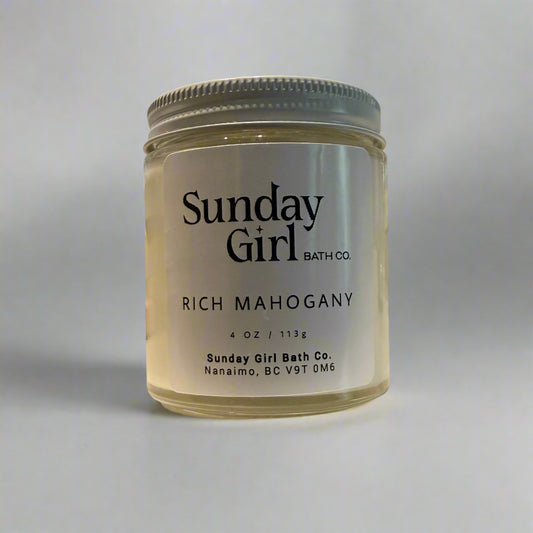 Sunday
Girl BATH CO.
RICH MAHOGANY
4 OZ / 113g
Sunday Girl Bath Co.
Nanaimo, BC V9T 0M6